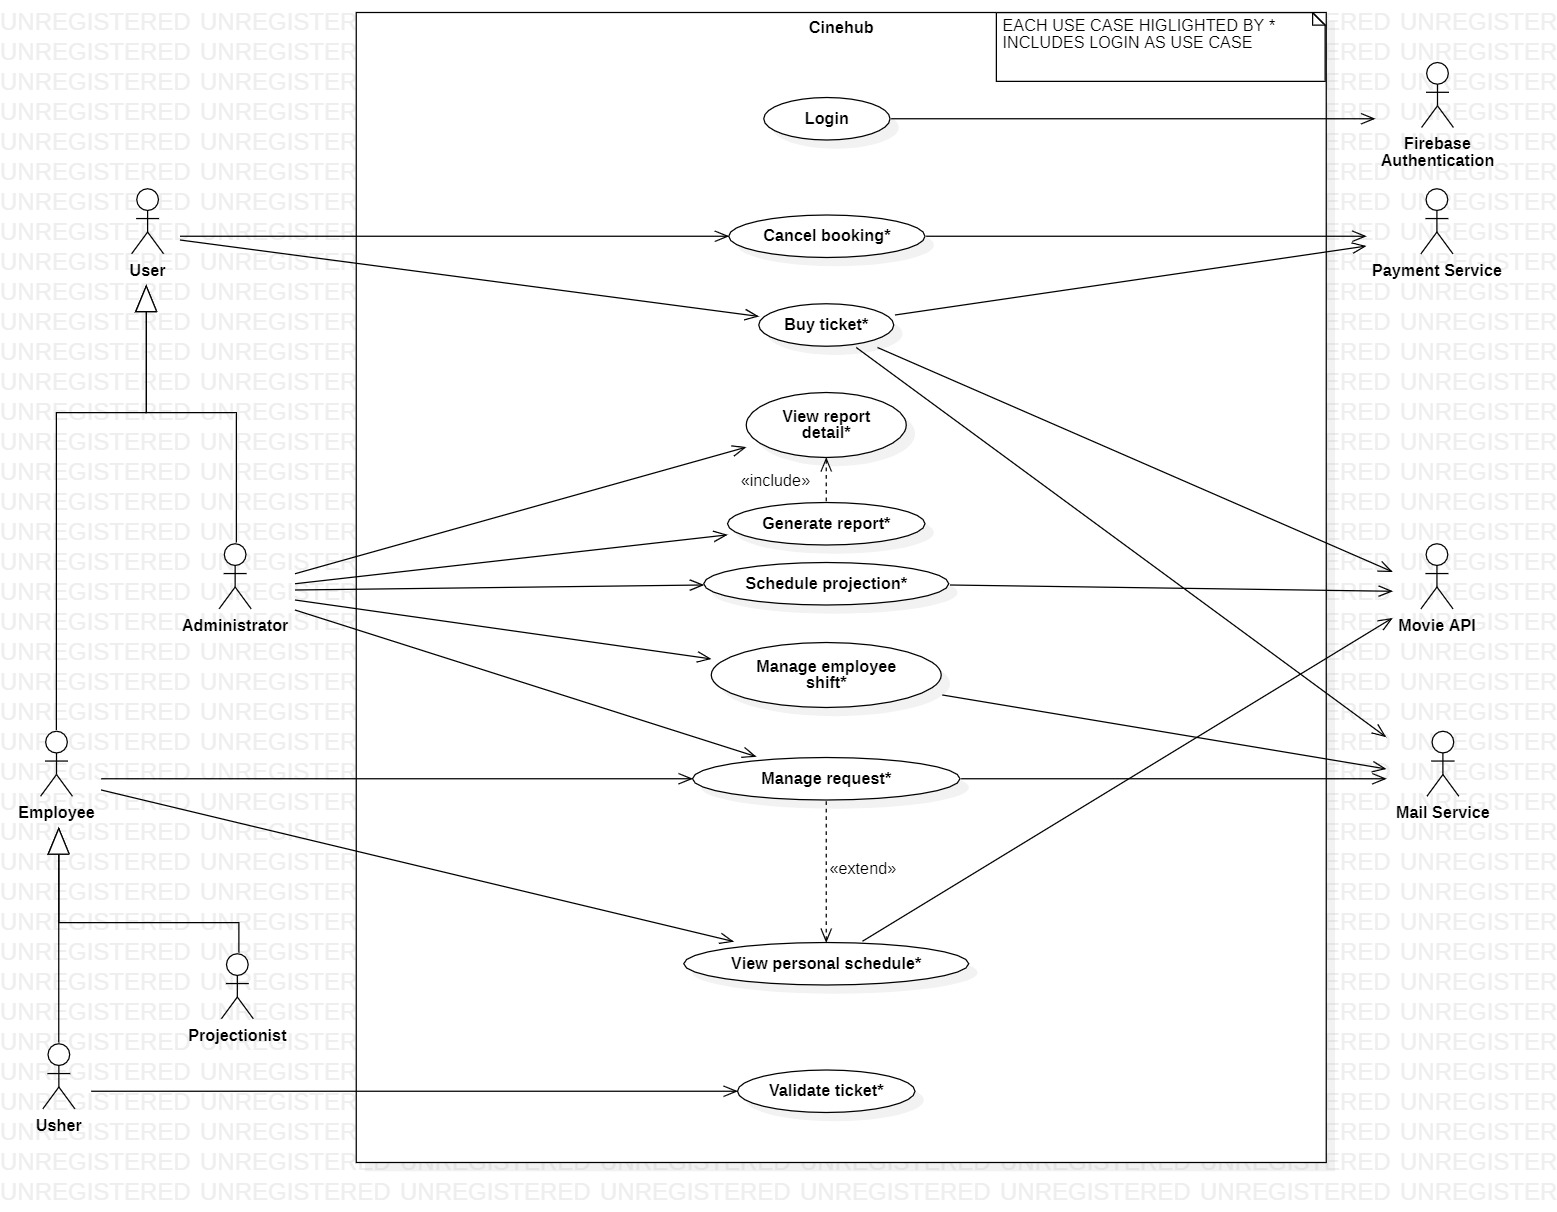 Cinehub
EACH USE CASE HIGLIGHTED BY *
INCLUDES LOGIN AS USE CASE
Login
Firebase
Authentication
User
Cancel booking*
Payment Service
Buy ticket*
View report
detail*
«include»
Generate report*
Schedule projection*
Administrator
Movie API
Manage employee
shift*
Manage request*
Employee
Mail Service
«extend»
View personal schedule*
Projectionist
Validate ticket*
Usher
UNREGISTERED UNREGISTERED UNREGISTERED UNREGISTERED UNREGISTERED UNREGISTERED UNREGISTERED UNREGISTER